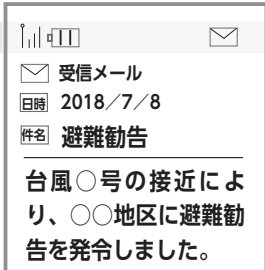 受信メール
日時 2018/7/8
件名 避難勧告
台風○号の接近によ
り、○○地区に避難勧
告を発令しました。